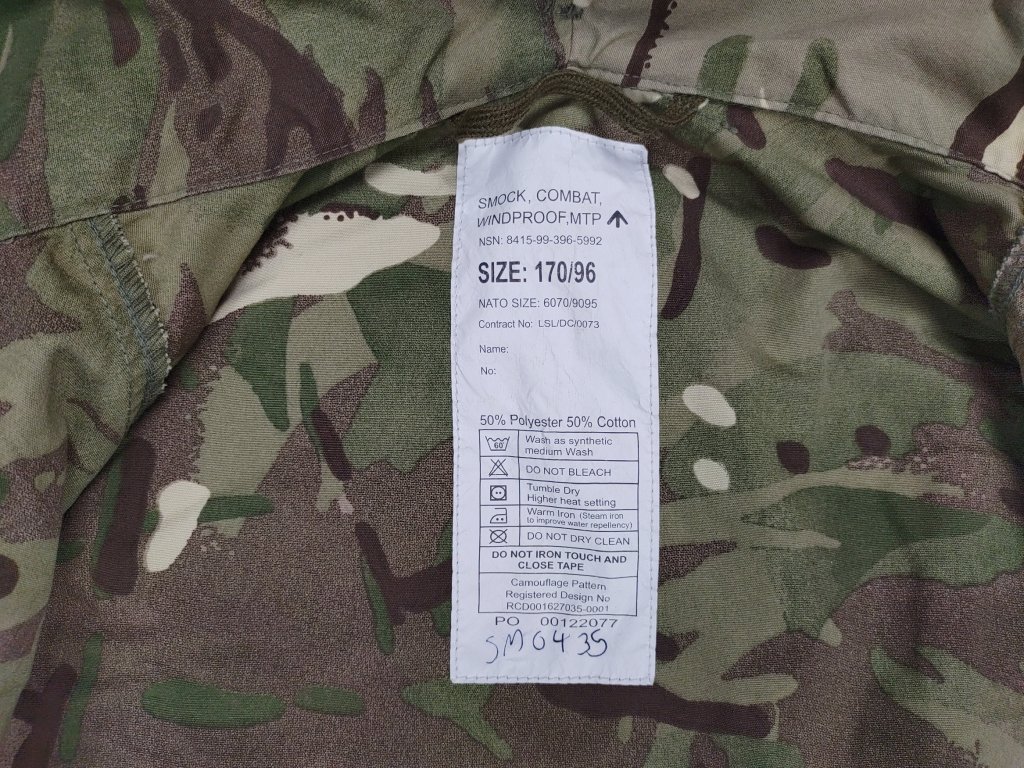 SMOCK, COMBAT,
WINDPROOF,MTP
NSN: 8415-99-396-5992
SIZE: 170/96
NATO SIZE: 6070/9095
Contract No: LSL/DC/0073
Name:
No:
50% Polyester 50% Cotton
60
Wash as synthetic
medium Wash
DO NOT BLEACH
Tumble Dry
Higher heat setting
Warm Iron (Steam iron
to improve water repellency)
DO NOT DRY CLEAN
DO NOT IRON TOUCH AND
CLOSE TAPE
Camouflage Pattern
Registered Design No
RCD001627035-0001
PO 00122077
SM0435